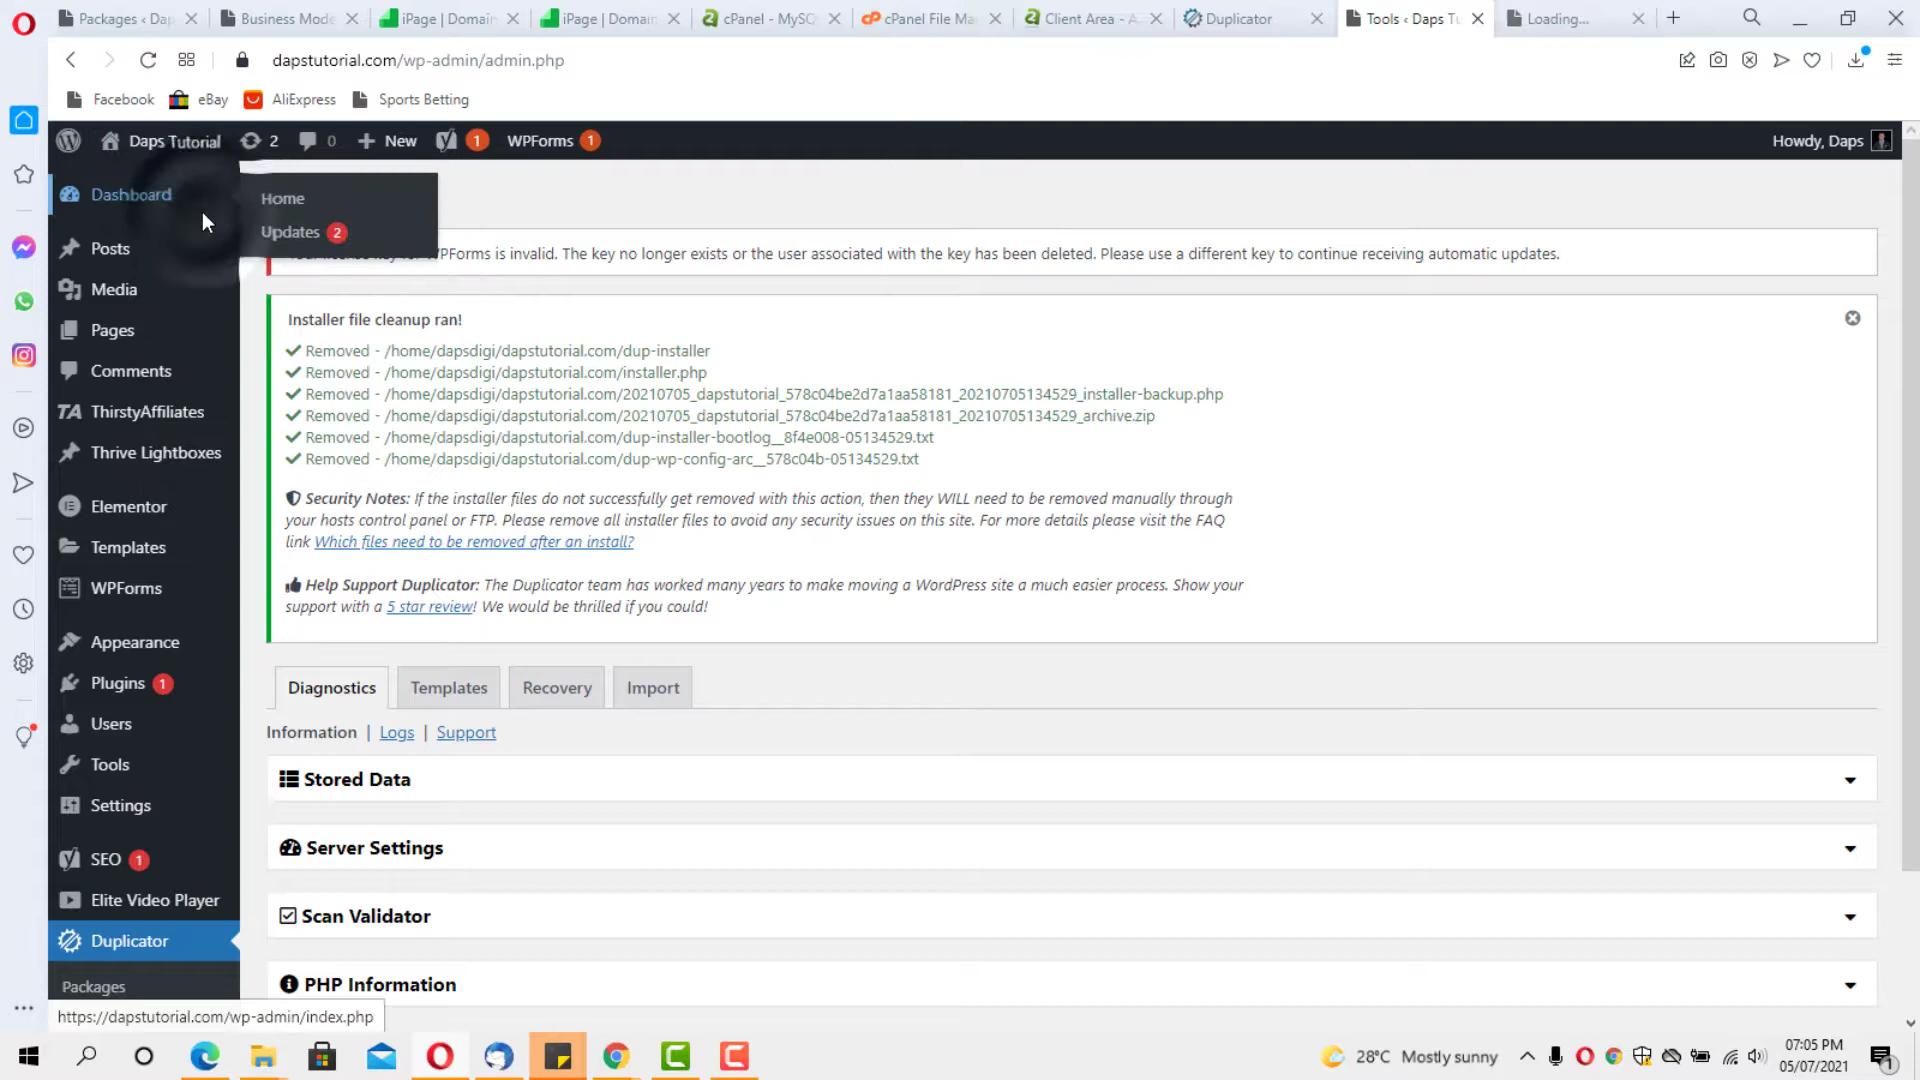 Packages ‹ Dap
Business Mode
iPage | Domain
iPage | Domain
cPanel - MySQ
cPanel File Ma
Client Area - A
Duplicator
Tools ‹ Daps Tu
Loading...
dapstutorial.com/wp-admin/admin.php
Facebook
eBay
AliExpress
Sports Betting
Daps Tutorial
2
0
New
1
WPForms 1
Howdy, Daps
Dashboard
Home
Updates 2
Posts
Media
Pages
Comments
TA ThirstyAffiliates
Thrive Lightboxes
Elementor
Templates
WPForms
Appearance
Plugins 1
Users
Tools
Settings
SEO 1
Elite Video Player
Duplicator
Packages
WPForms is invalid. The key no longer exists or the user associated with the key has been deleted. Please use a different key to continue receiving automatic updates.
Installer file cleanup ran!
Removed - /home/dapsdigi/dapstutorial.com/dup-installer
Removed - /home/dapsdigi/dapstutorial.com/installer.php
Removed - /home/dapsdigi/dapstutorial.com/20210705_dapstutorial_578c04be2d7a1aa58181_20210705134529_installer-backup.php
Removed - /home/dapsdigi/dapstutorial.com/20210705_dapstutorial_578c04be2d7a1aa58181_20210705134529_archive.zip
Removed - /home/dapsdigi/dapstutorial.com/dup-installer-bootlog__8f4e008-05134529.txt
Removed - /home/dapsdigi/dapstutorial.com/dup-wp-config-arc__578c04b-05134529.txt
Security Notes: If the installer files do not successfully get removed with this action, then they WILL need to be removed manually through
your hosts control panel or FTP. Please remove all installer files to avoid any security issues on this site. For more details please visit the FAQ
link Which files need to be removed after an install?
Help Support Duplicator: The Duplicator team has worked many years to make moving a WordPress site a much easier process. Show your
support with a 5 star review! We would be thrilled if you could!
Diagnostics
Templates
Recovery
Import
Information | Logs | Support
Stored Data
Server Settings
Scan Validator
PHP Information
https://dapstutorial.com/wp-admin/index.php
28°C Mostly sunny
07:05 PM
05/07/2021
1